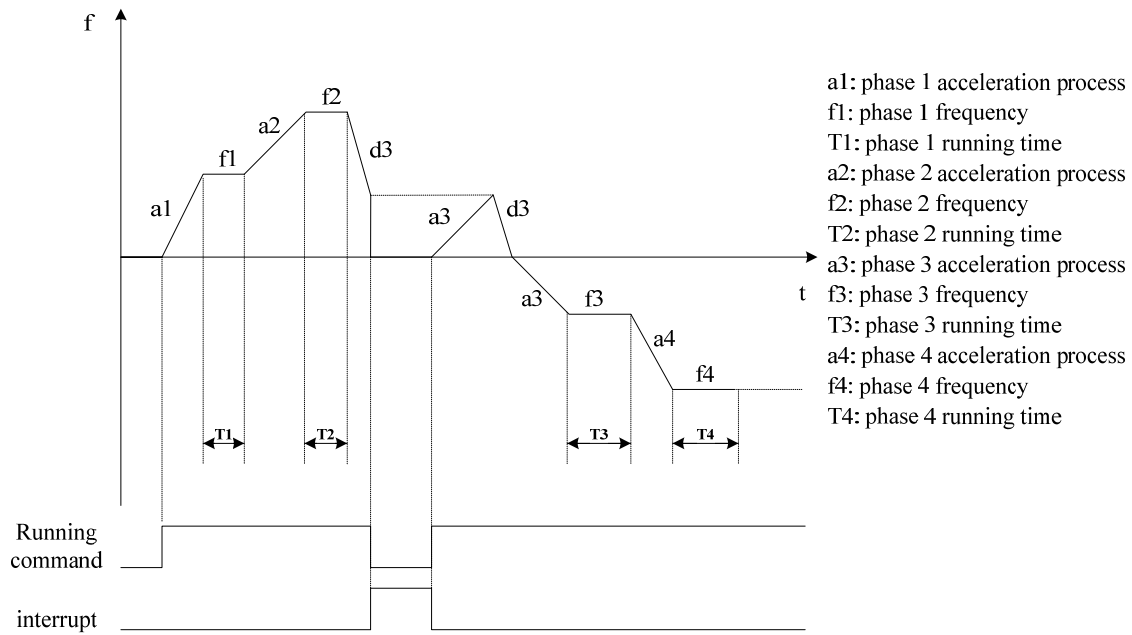 f
f2
a2
f1
d3
a1
a3
d3
t
a3
f3
a4
f4
T1
T2
T3
T4
a1: phase 1 acceleration process
f1: phase 1 frequency
T1: phase 1 running time
a2: phase 2 acceleration process
f2: phase 2 frequency
T2: phase 2 running time
a3: phase 3 acceleration process
f3: phase 3 frequency
T3: phase 3 running time
a4: phase 4 acceleration process
f4: phase 4 frequency
T4: phase 4 running time
Running
command
interrupt